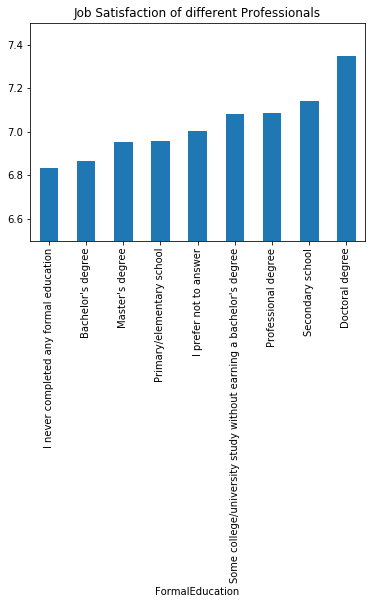 Job Satisfaction of different Professionals
7.4
7.2
7.0
6.8
6.6
I never completed any formal education
Bachelor's degree
Master's degree
Primary/elementary school
I prefer not to answer
Some college/university study without earning a bachelor's degree
Professional degree
Secondary school
Doctoral degree
FormalEducation